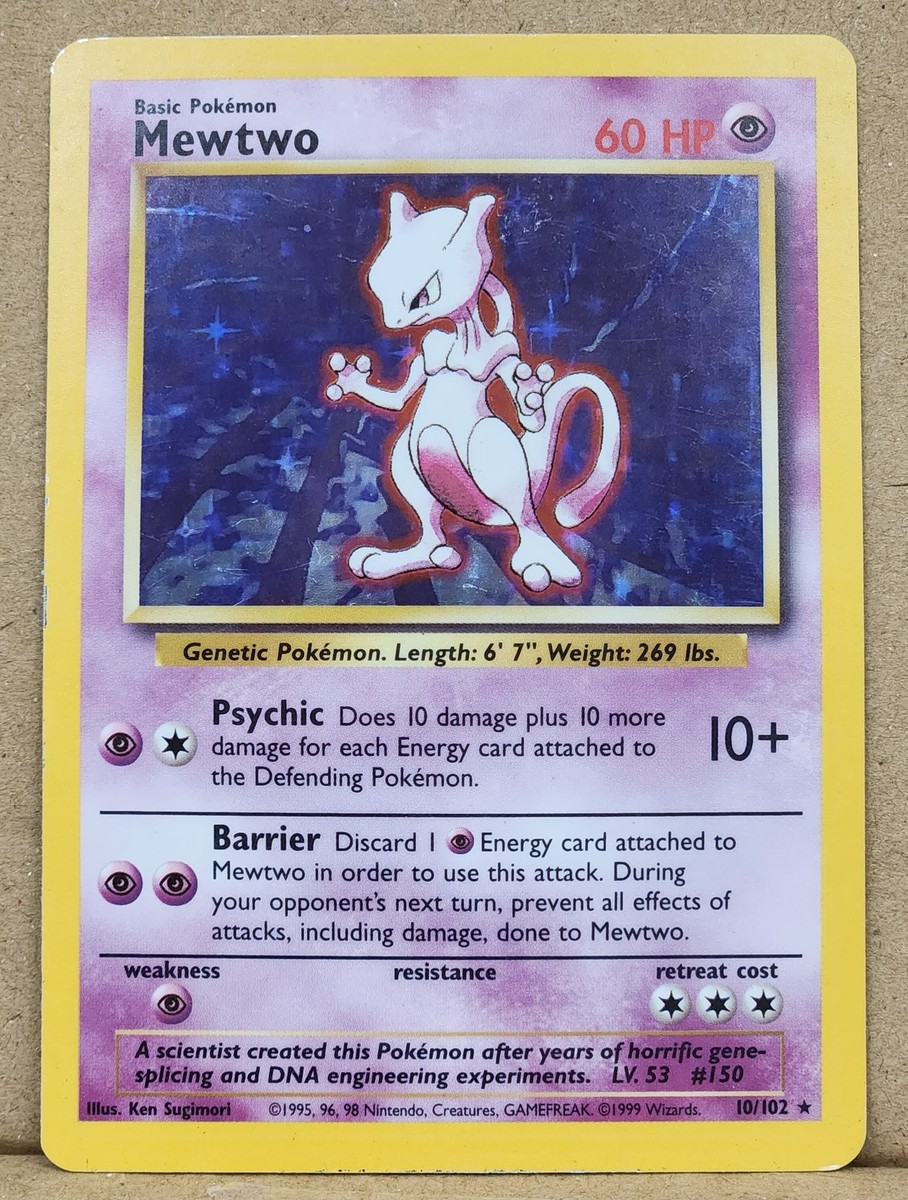 Basic Pokémon
Mewtwo 60 HP
Genetic Pokémon. Length: 6' 7", Weight: 269 lbs.
Psychic Does 10 damage plus 10 more
damage for each Energy card attached to
the Defending Pokémon.
10+
Barrier Discard 1 Energy card attached to
Mewtwo in order to use this attack. During
your opponent's next turn, prevent all effects of
attacks, including damage, done to Mewtwo.
weakness resistance retreat cost
A scientist created this Pokémon after years of horrific gene-
splicing and DNA engineering experiments. LV. 53 #150
Illus. Ken Sugimori ©1995, 96, 98 Nintendo, Creatures, GAMEFREAK. ©1999 Wizards. 10/102 ★